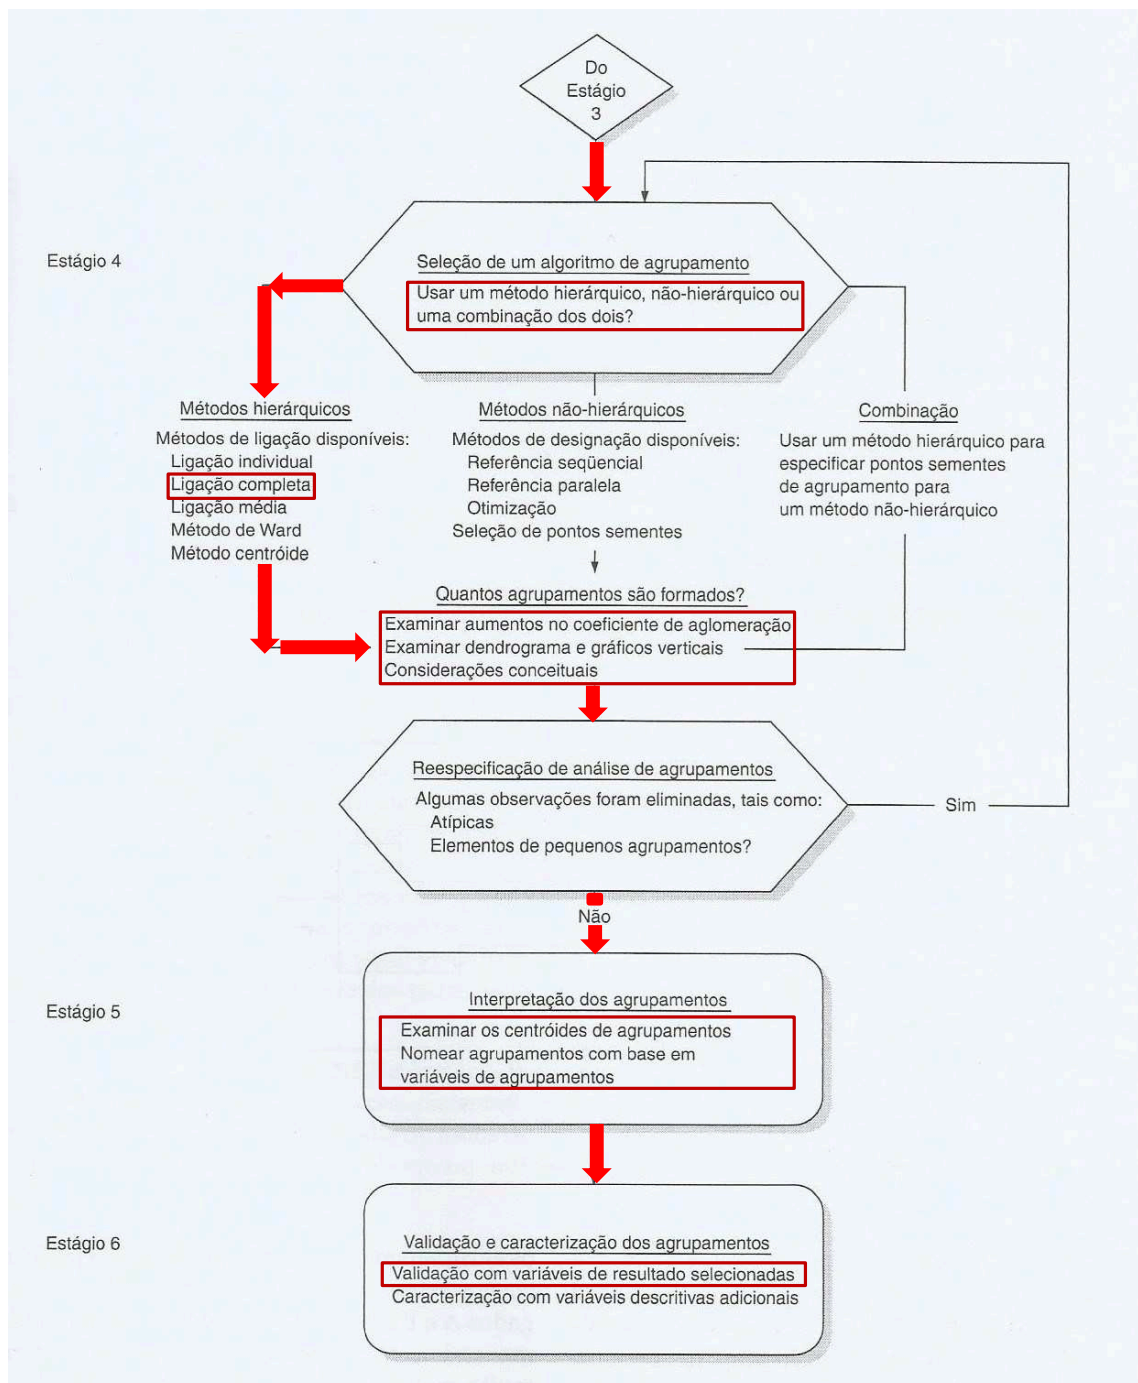 Do
Estágio
3
Estágio 4
Seleção de um algoritmo de agrupamento
Usar um método hierárquico, não-hierárquico ou
uma combinação dos dois?
Métodos hierárquicos
Métodos de ligação disponíveis:
Ligação individual
Ligação completa
Ligação média
Método de Ward
Método centróide
Métodos não-hierárquicos
Métodos de designação disponíveis:
Referência seqüencial
Referência paralela
Otimização
Seleção de pontos sementes
Combinação
Usar um método hierárquico para
especificar pontos sementes
de agrupamento para
um método não-hierárquico
Quantos agrupamentos são formados?
Examinar aumentos no coeficiente de aglomeração
Examinar dendrograma e gráficos verticais
Considerações conceituais
Reespecificação de análise de agrupamentos
Algumas observações foram eliminadas, tais como:
Atípicas
Elementos de pequenos agrupamentos?
Sim
Não
Estágio 5
Interpretação dos agrupamentos
Examinar os centróides de agrupamentos
Nomear agrupamentos com base em
variáveis de agrupamentos
Estágio 6
Validação e caracterização dos agrupamentos
Validação com variáveis de resultado selecionadas
Caracterização com variáveis descritivas adicionais